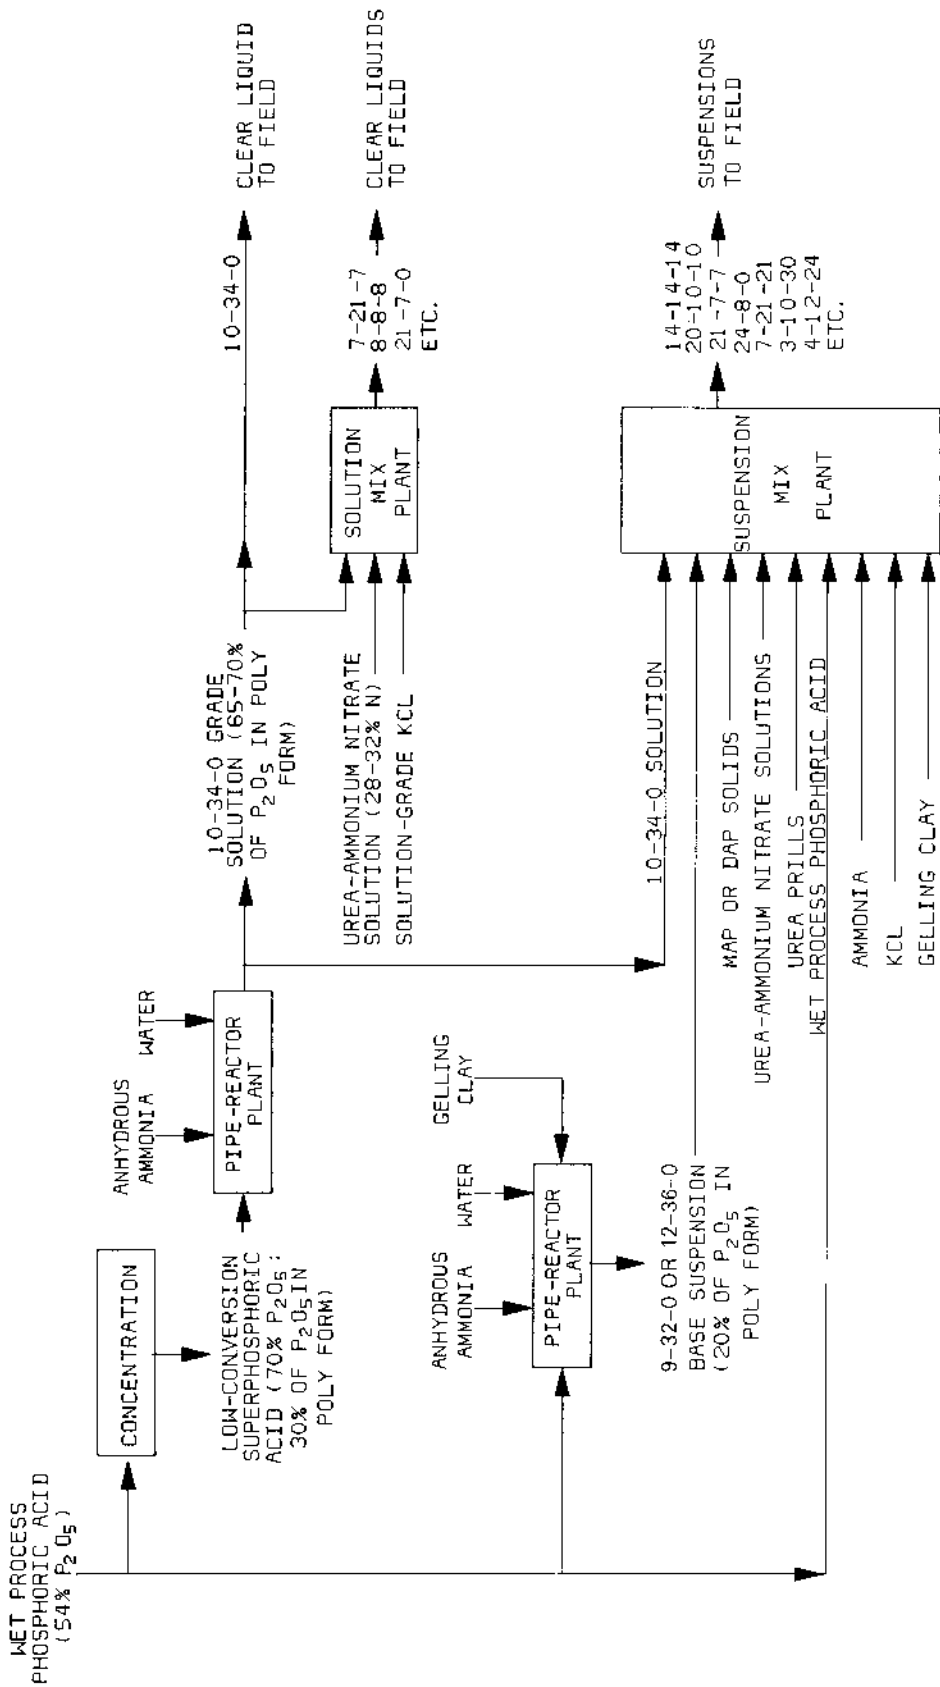 WET PROCESS
PHOSPHORIC ACID
(54% P2O5)
CONCENTRATION
LOW-CONVERSION
SUPERPHOSPHORIC
ACID (70% P2O5;
30% OF P2O5 IN
POLY FORM)
ANHYDROUS
AMMONIA
WATER
PIPE-REACTOR
PLANT
10-34-0 GRADE
SOLUTION (65-70%
OF P2O5 IN POLY
FORM)
10-34-0
CLEAR LIQUID
TO FIELD
UREA-AMMONIUM NITRATE
SOLUTION (28-32% N)
SOLUTION-GRADE KCL
SOLUTION
MIX
PLANT
7-21-7
8-8-8
21-7-0
ETC.
CLEAR LIQUIDS
TO FIELD
ANHYDROUS
AMMONIA
WATER
GELLING
CLAY
PIPE-REACTOR
PLANT
9-32-0 OR 12-36-0
BASE SUSPENSION
(20% OF P2O5 IN
POLY FORM)
10-34-0 SOLUTION
MAP OR DAP SOLIDS
UREA-AMMONIUM NITRATE SOLUTIONS
UREA PRILLS
WET PROCESS PHOSPHORIC ACID
AMMONIA
KCL
GELLING CLAY
SUSPENSION
MIX
PLANT
14-14-14
20-10-10
21-7-7
24-8-0
7-21-21
3-10-30
4-12-24
ETC.
SUSPENSIONS
TO FIELD